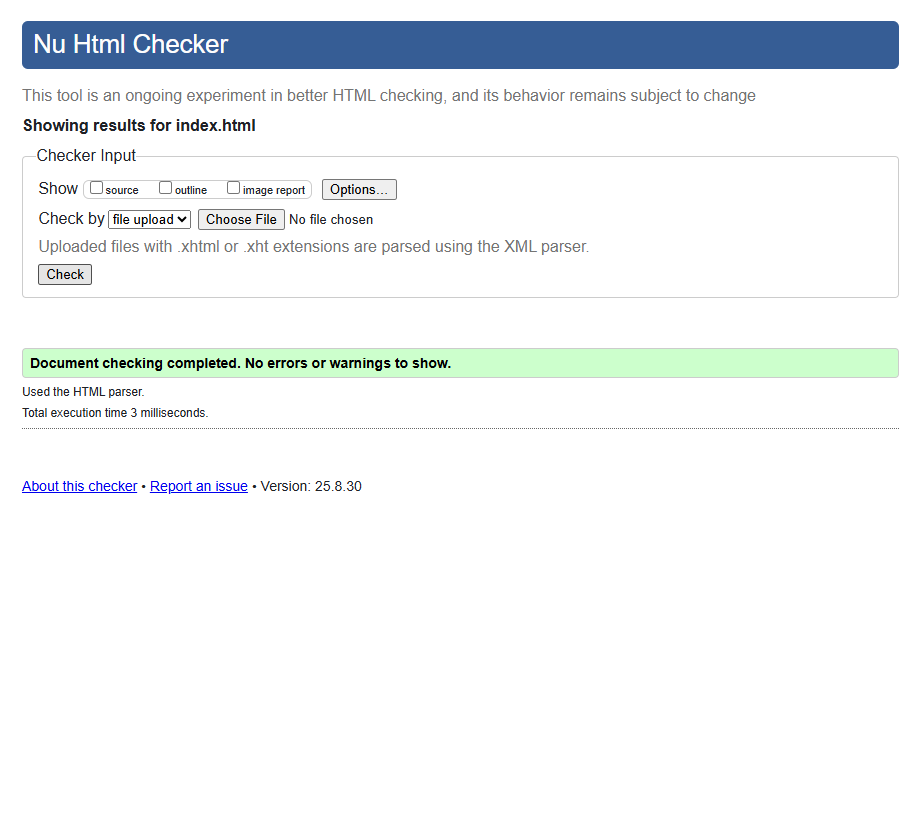 Nu Html Checker
This tool is an ongoing experiment in better HTML checking, and its behavior remains subject to change
Showing results for index.html
Checker Input
Show source outline image report Options...
Check by file upload Choose File No file chosen
Uploaded files with .xhtml or .xht extensions are parsed using the XML parser.
Check
Document checking completed. No errors or warnings to show.
Used the HTML parser.
Total execution time 3 milliseconds.
About this checker • Report an issue • Version: 25.8.30